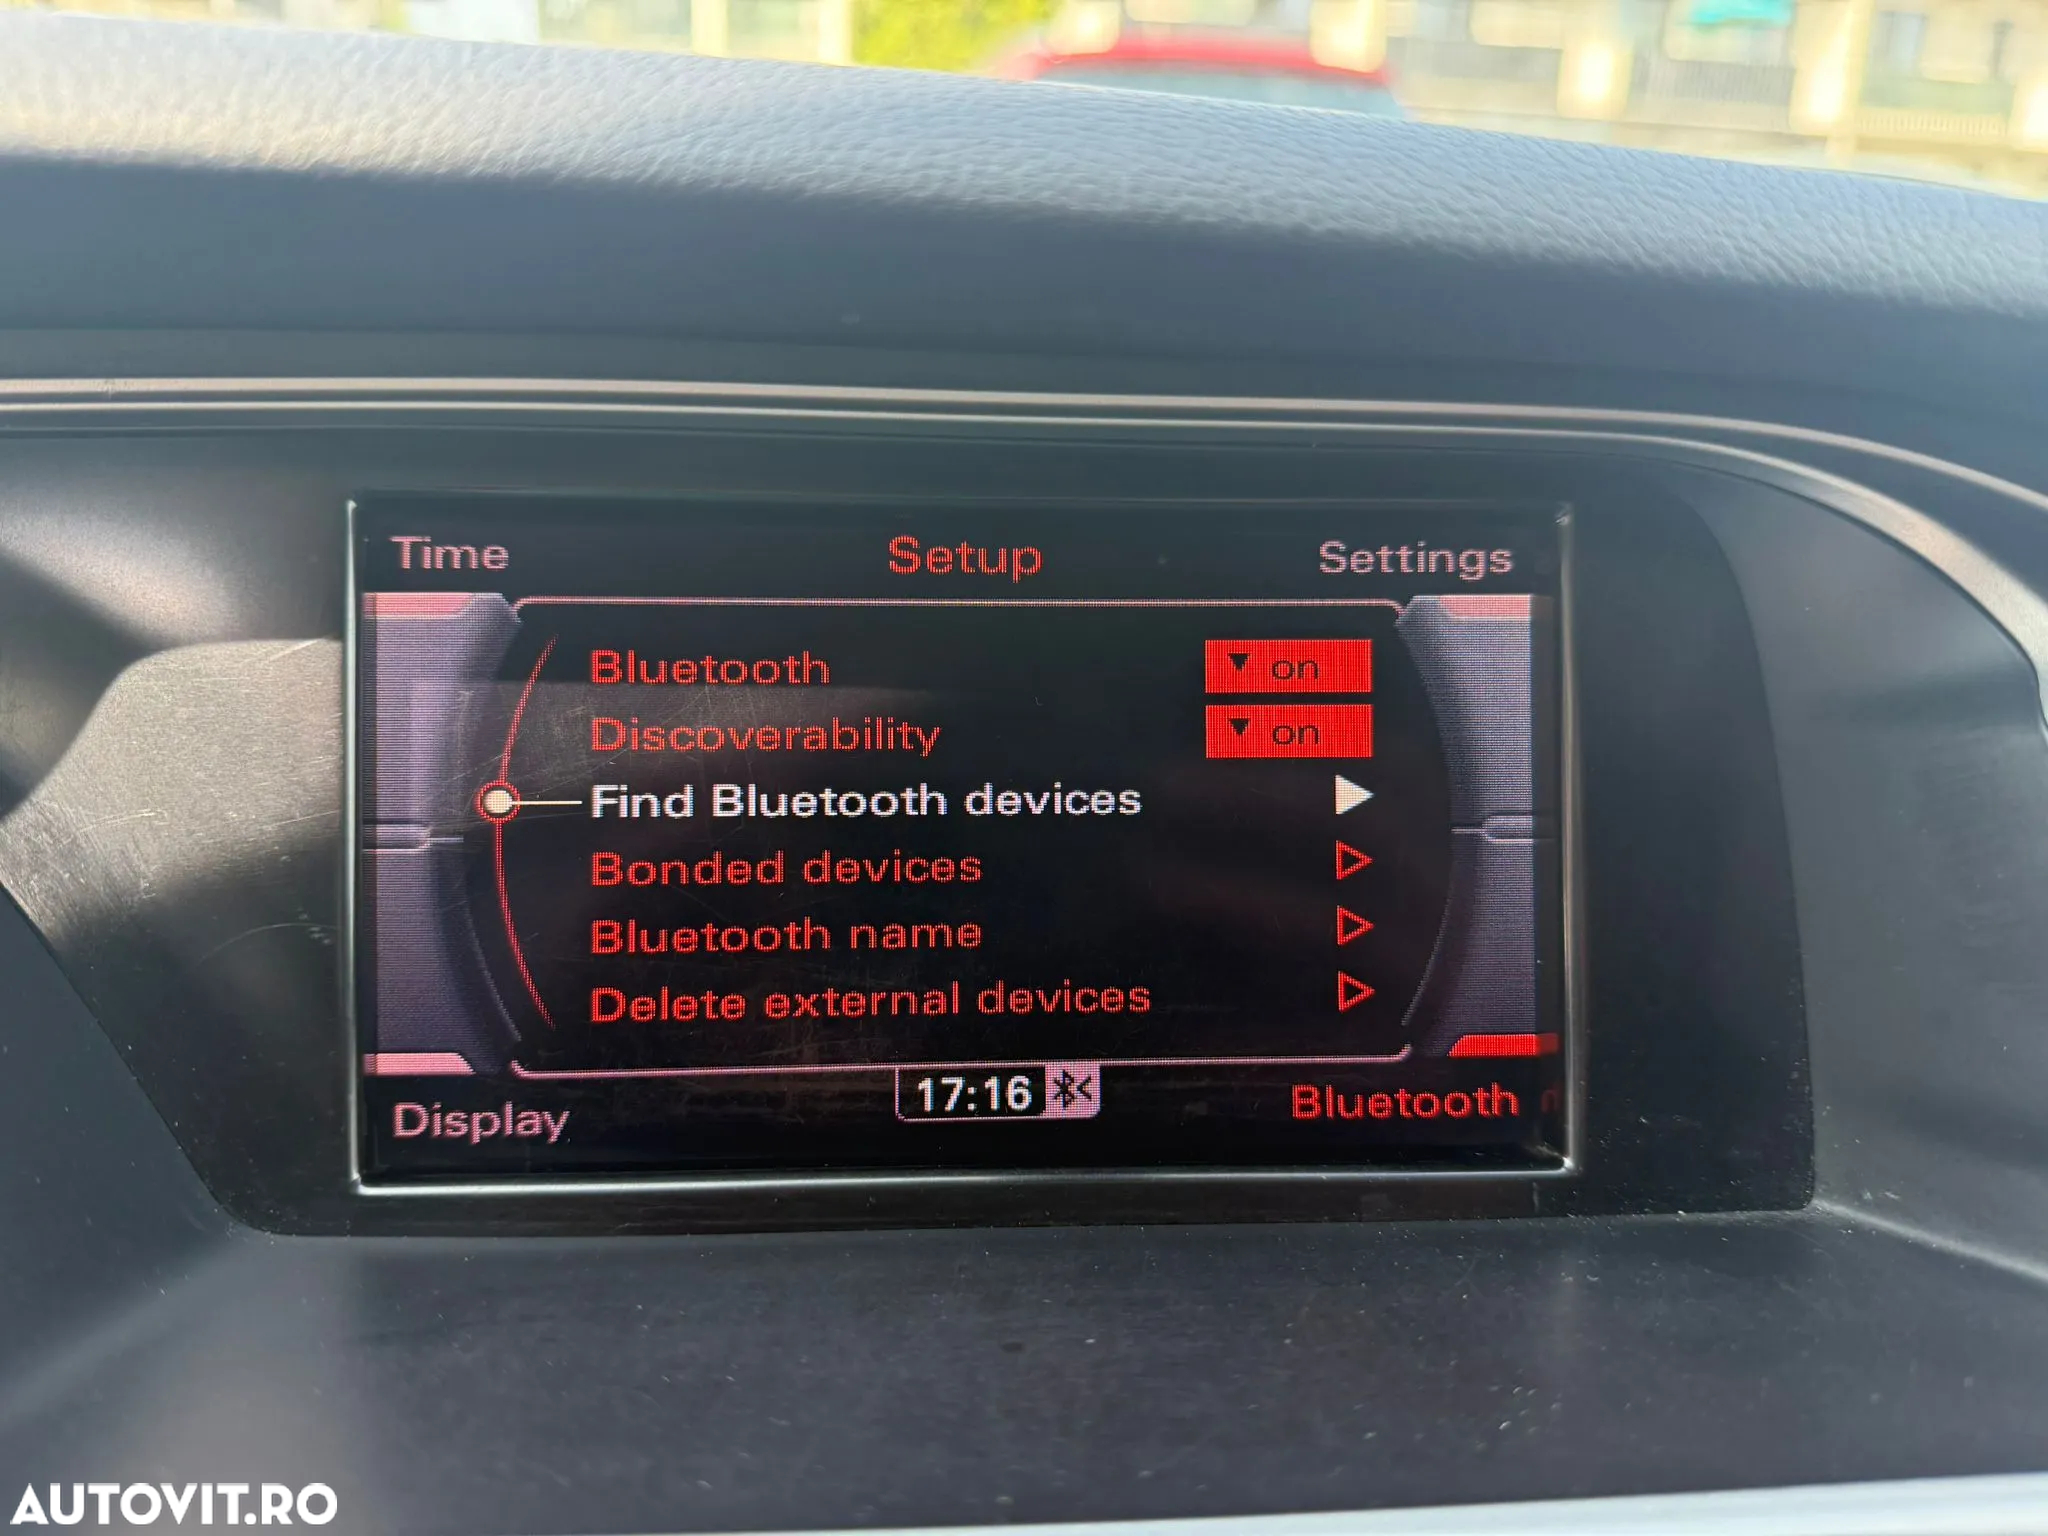 Time Setup Settings
Bluetooth on
Discoverability on
Find Bluetooth devices
Bonded devices
Bluetooth name
Delete external devices
Display 17:16 Bluetooth
AUTOVIT.RO